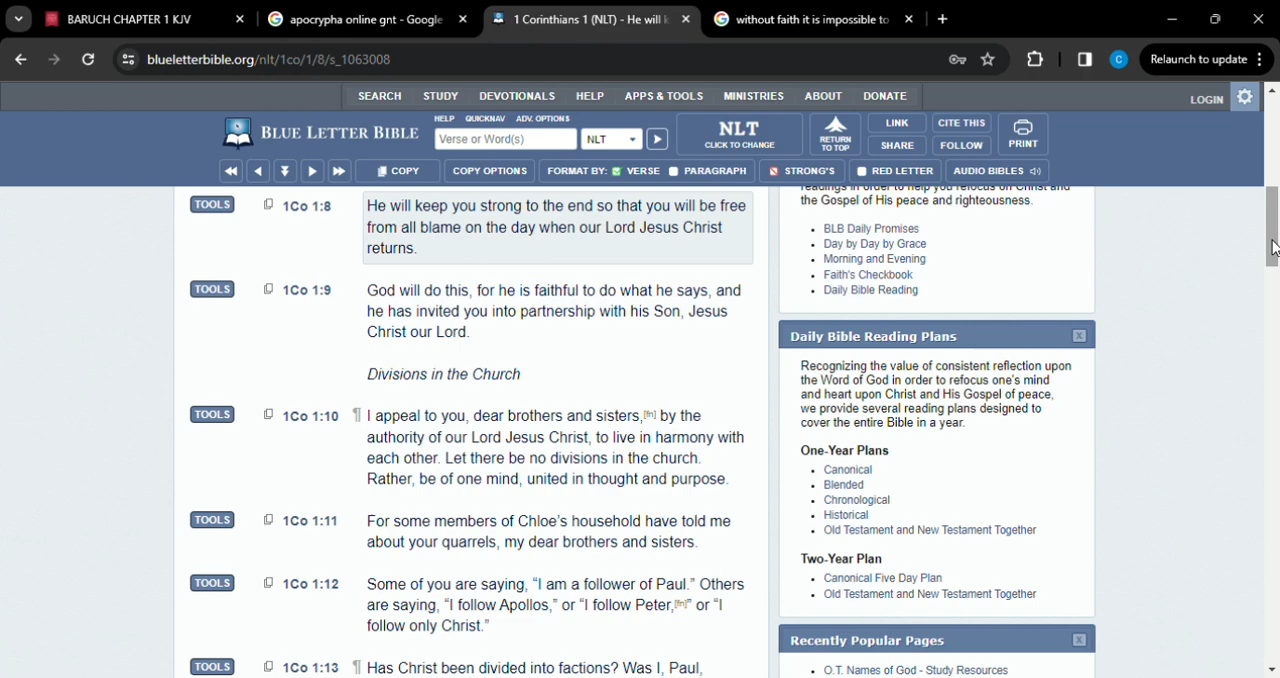 BARUCH CHAPTER 1 KJV
apocrypha online gnt - Google
1 Corinthians 1 (NLT) - He will k
without faith it is impossible to
blueletterbible.org/nlt/1co/1/8/s_1063008
C
Relaunch to update
SEARCH STUDY DEVOTIONALS HELP APPS & TOOLS MINISTRIES ABOUT DONATE
LOGIN
BLUE LETTER BIBLE
HELP QUICKNAV ADV. OPTIONS
Verse or Word(s)
NLT
NLT
CLICK TO CHANGE
RETURN
TO TOP
LINK
CITE THIS
SHARE
FOLLOW
PRINT
COPY
COPY OPTIONS
FORMAT BY: VERSE PARAGRAPH
STRONG'S
RED LETTER
AUDIO BIBLES
TOOLS 1Co 1:8 He will keep you strong to the end so that you will be free
from all blame on the day when our Lord Jesus Christ
returns.
TOOLS 1Co 1:9 God will do this, for he is faithful to do what he says, and
he has invited you into partnership with his Son, Jesus
Christ our Lord.
Divisions in the Church
TOOLS 1Co 1:10 ¶ I appeal to you, dear brothers and sisters,[fn] by the
authority of our Lord Jesus Christ, to live in harmony with
each other. Let there be no divisions in the church.
Rather, be of one mind, united in thought and purpose.
TOOLS 1Co 1:11 For some members of Chloe's household have told me
about your quarrels, my dear brothers and sisters.
TOOLS 1Co 1:12 Some of you are saying, “I am a follower of Paul.” Others
are saying, “I follow Apollos,” or “I follow Peter,[fn]” or “I
follow only Christ.”
TOOLS 1Co 1:13 ¶ Has Christ been divided into factions? Was I, Paul,
readings in order to help you refocus on Christ and
the Gospel of His peace and righteousness.
BLB Daily Promises
Day by Day by Grace
Morning and Evening
Faith's Checkbook
Daily Bible Reading
Daily Bible Reading Plans x
Recognizing the value of consistent reflection upon
the Word of God in order to refocus one's mind
and heart upon Christ and His Gospel of peace,
we provide several reading plans designed to
cover the entire Bible in a year.
One-Year Plans
Canonical
Blended
Chronological
Historical
Old Testament and New Testament Together
Two-Year Plan
Canonical Five Day Plan
Old Testament and New Testament Together
Recently Popular Pages x
O.T. Names of God - Study Resources